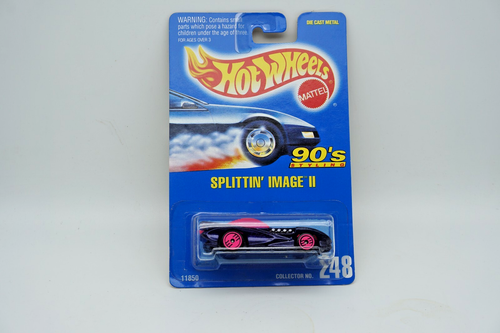 WARNING: Contains small
parts which pose a hazard for
children under the age of three.
FOR AGES OVER 3
DIE CAST METAL
Hot Wheels
MATTEL
90's
STYLING
SPLITTIN' IMAGE II
11850
COLLECTOR NO.
248